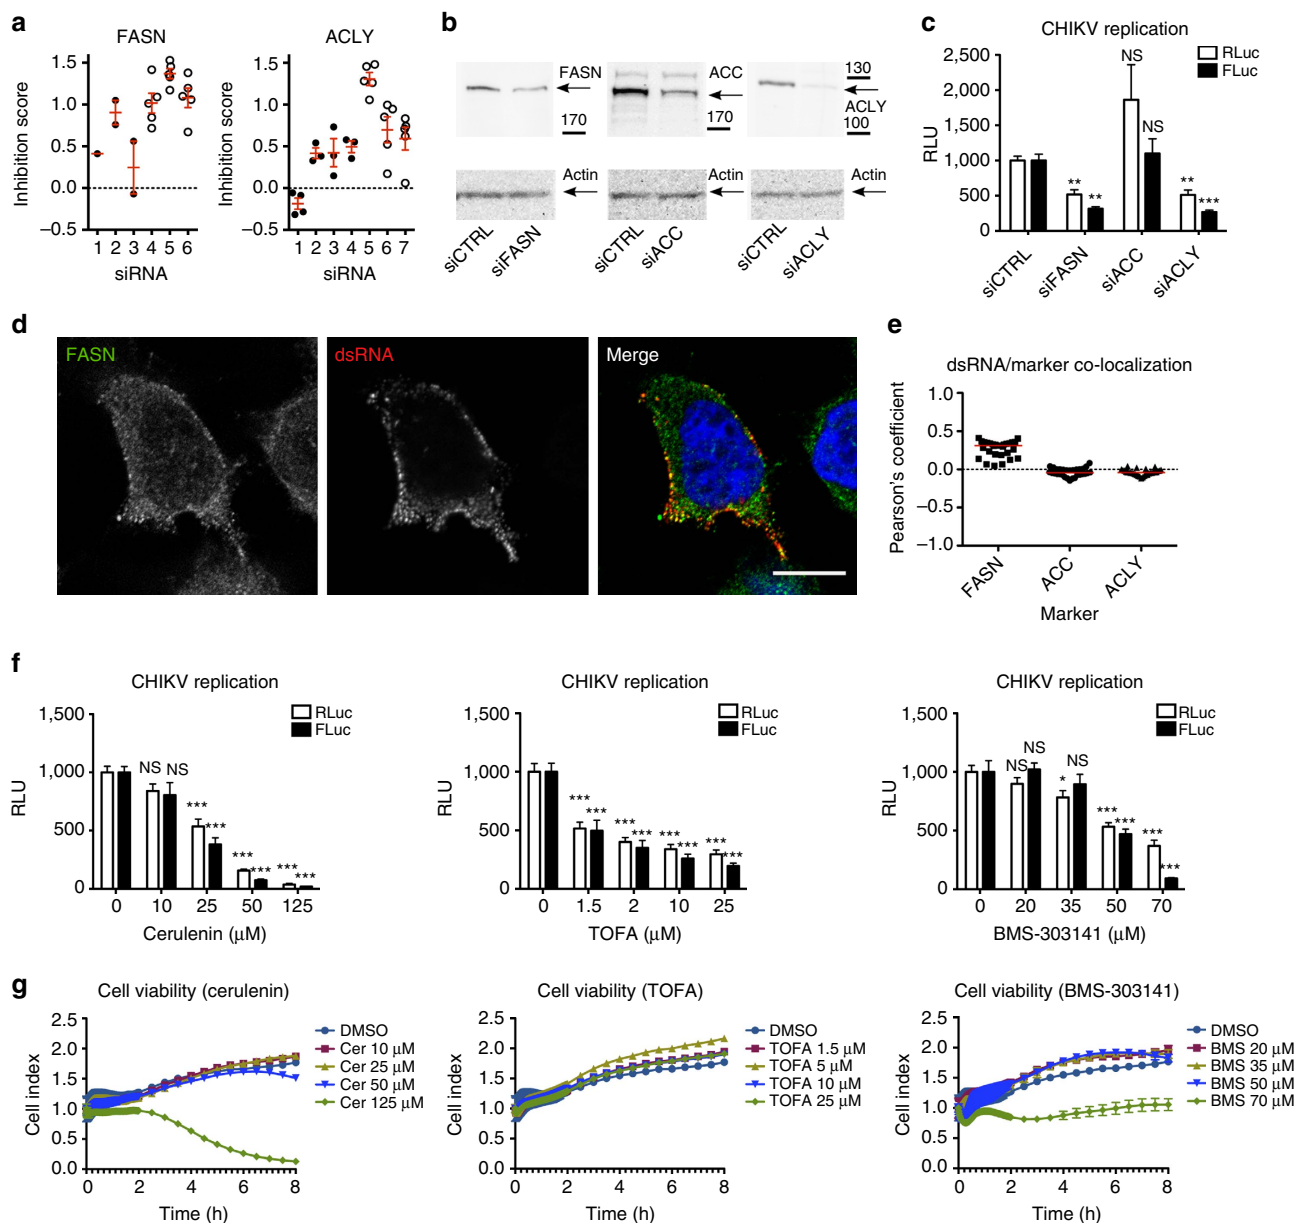 a
FASN
Inhibition score
1.5
1.0
0.5
0.0
–0.5
1 2 3 4 5 6
siRNA
ACLY
Inhibition score
1.5
1.0
0.5
0.0
–0.5
1 2 3 4 5 6 7
siRNA
b
FASN
170
ACC
170
130
ACLY
100
Actin
Actin
Actin
siCTRL
siFASN
siCTRL
siACC
siCTRL
siACLY
c
CHIKV replication
RLuc
FLuc
RLU
2,500
2,000
1,500
1,000
500
0
** **
NS
NS
** ***
siCTRL
siFASN
siACC
siACLY
d
FASN
dsRNA
Merge
e
dsRNA/marker co-localization
Pearson's coefficient
1.0
0.5
0.0
–0.5
–1.0
FASN
ACC
ACLY
Marker
f
CHIKV replication
RLuc
FLuc
RLU
1,500
1,000
500
0
NS NS
*** ***
*** ***
*** ***
0 10 25 50 125
Cerulenin (μM)
CHIKV replication
RLuc
FLuc
RLU
1,500
1,000
500
0
*** ***
*** ***
*** ***
*** ***
0 1.5 2 10 25
TOFA (μM)
CHIKV replication
RLuc
FLuc
RLU
1,500
1,000
500
0
NS NS
* NS
*** ***
*** ***
0 20 35 50 70
BMS-303141 (μM)
g
Cell viability (cerulenin)
Cell index
2.5
2.0
1.5
1.0
0.5
0.0
0 2 4 6 8
Time (h)
DMSO
Cer 10 μM
Cer 25 μM
Cer 50 μM
Cer 125 μM
Cell viability (TOFA)
Cell index
2.5
2.0
1.5
1.0
0.5
0.0
0 2 4 6 8
Time (h)
DMSO
TOFA 1.5 μM
TOFA 5 μM
TOFA 10 μM
TOFA 25 μM
Cell viability (BMS-303141)
Cell index
2.5
2.0
1.5
1.0
0.5
0.0
0 2 4 6 8
Time (h)
DMSO
BMS 20 μM
BMS 35 μM
BMS 50 μM
BMS 70 μM